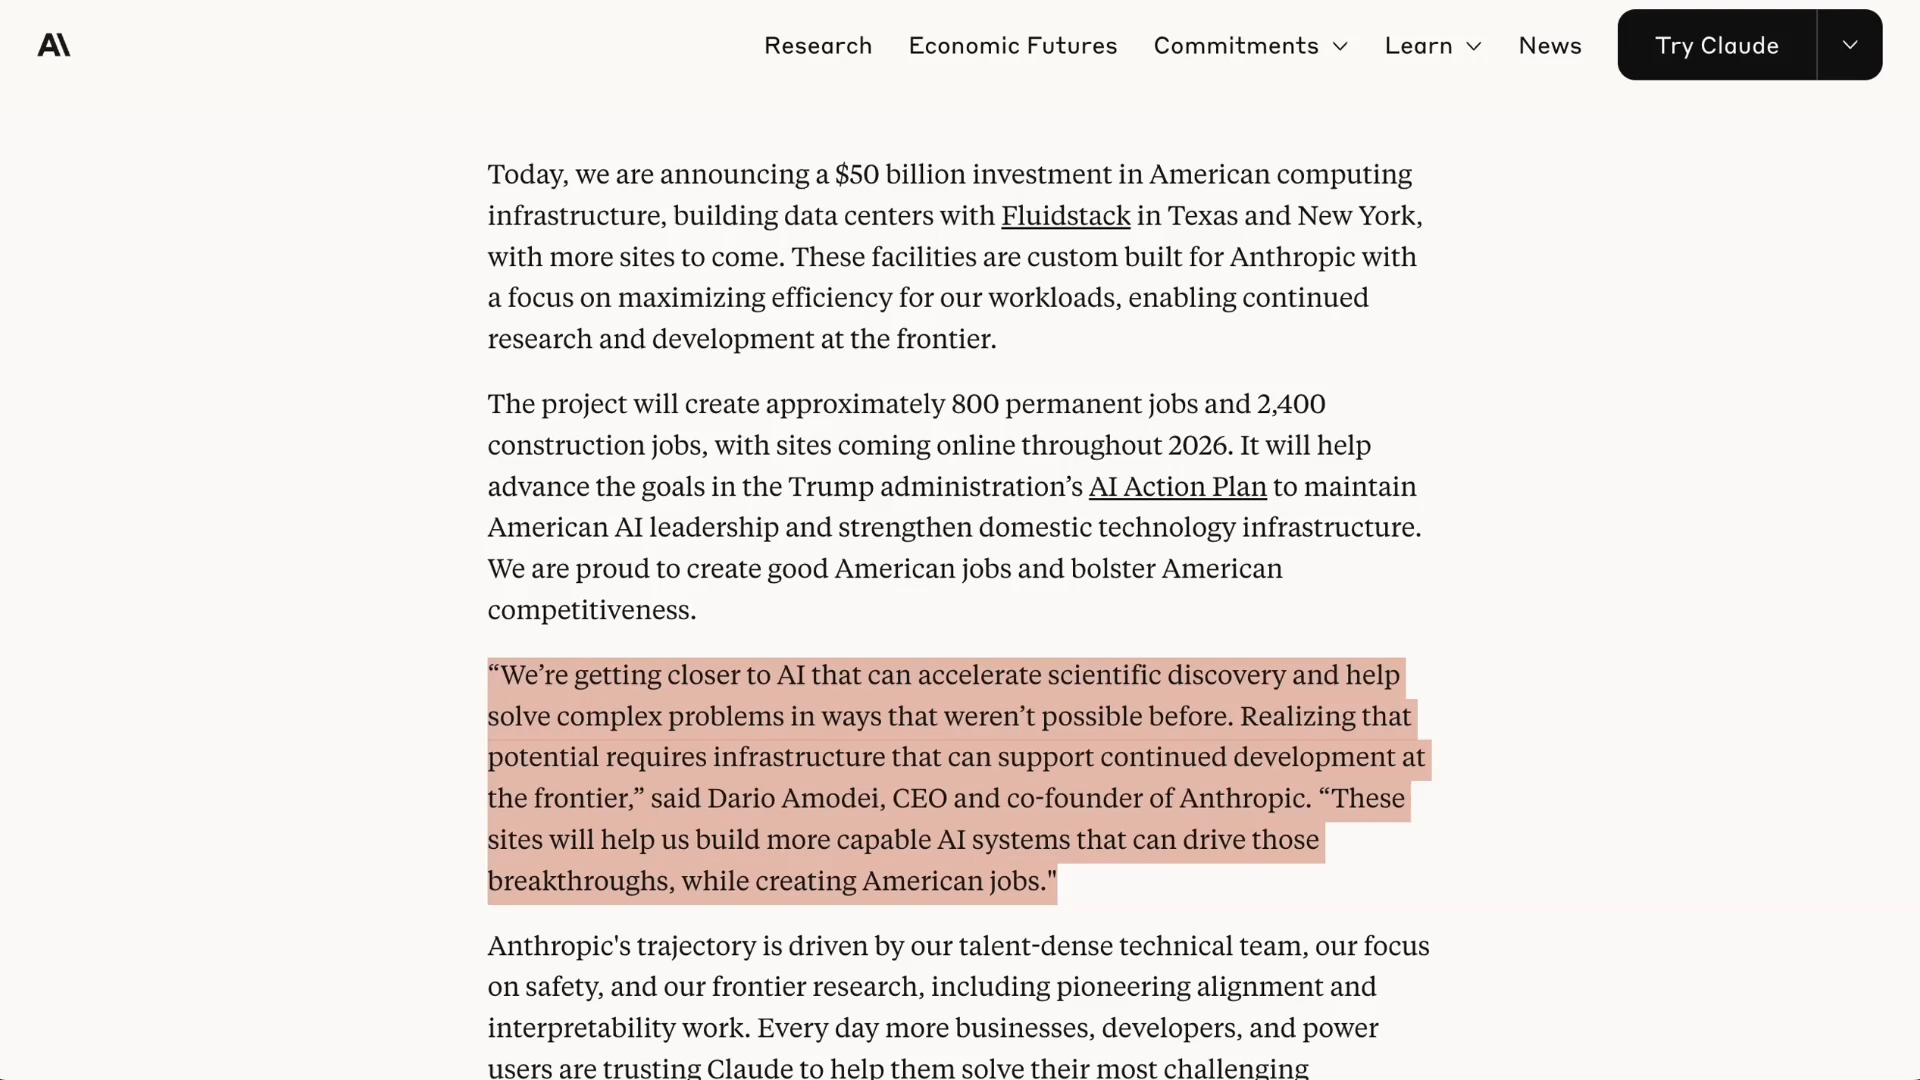 A\
Research Economic Futures Commitments Learn News Try Claude
Today, we are announcing a $50 billion investment in American computing
infrastructure, building data centers with Fluidstack in Texas and New York,
with more sites to come. These facilities are custom built for Anthropic with
a focus on maximizing efficiency for our workloads, enabling continued
research and development at the frontier.
The project will create approximately 800 permanent jobs and 2,400
construction jobs, with sites coming online throughout 2026. It will help
advance the goals in the Trump administration’s AI Action Plan to maintain
American AI leadership and strengthen domestic technology infrastructure.
We are proud to create good American jobs and bolster American
competitiveness.
“We’re getting closer to AI that can accelerate scientific discovery and help
solve complex problems in ways that weren’t possible before. Realizing that
potential requires infrastructure that can support continued development at
the frontier,” said Dario Amodei, CEO and co-founder of Anthropic. “These
sites will help us build more capable AI systems that can drive those
breakthroughs, while creating American jobs."
Anthropic's trajectory is driven by our talent-dense technical team, our focus
on safety, and our frontier research, including pioneering alignment and
interpretability work. Every day more businesses, developers, and power
users are trusting Claude to help them solve their most challenging